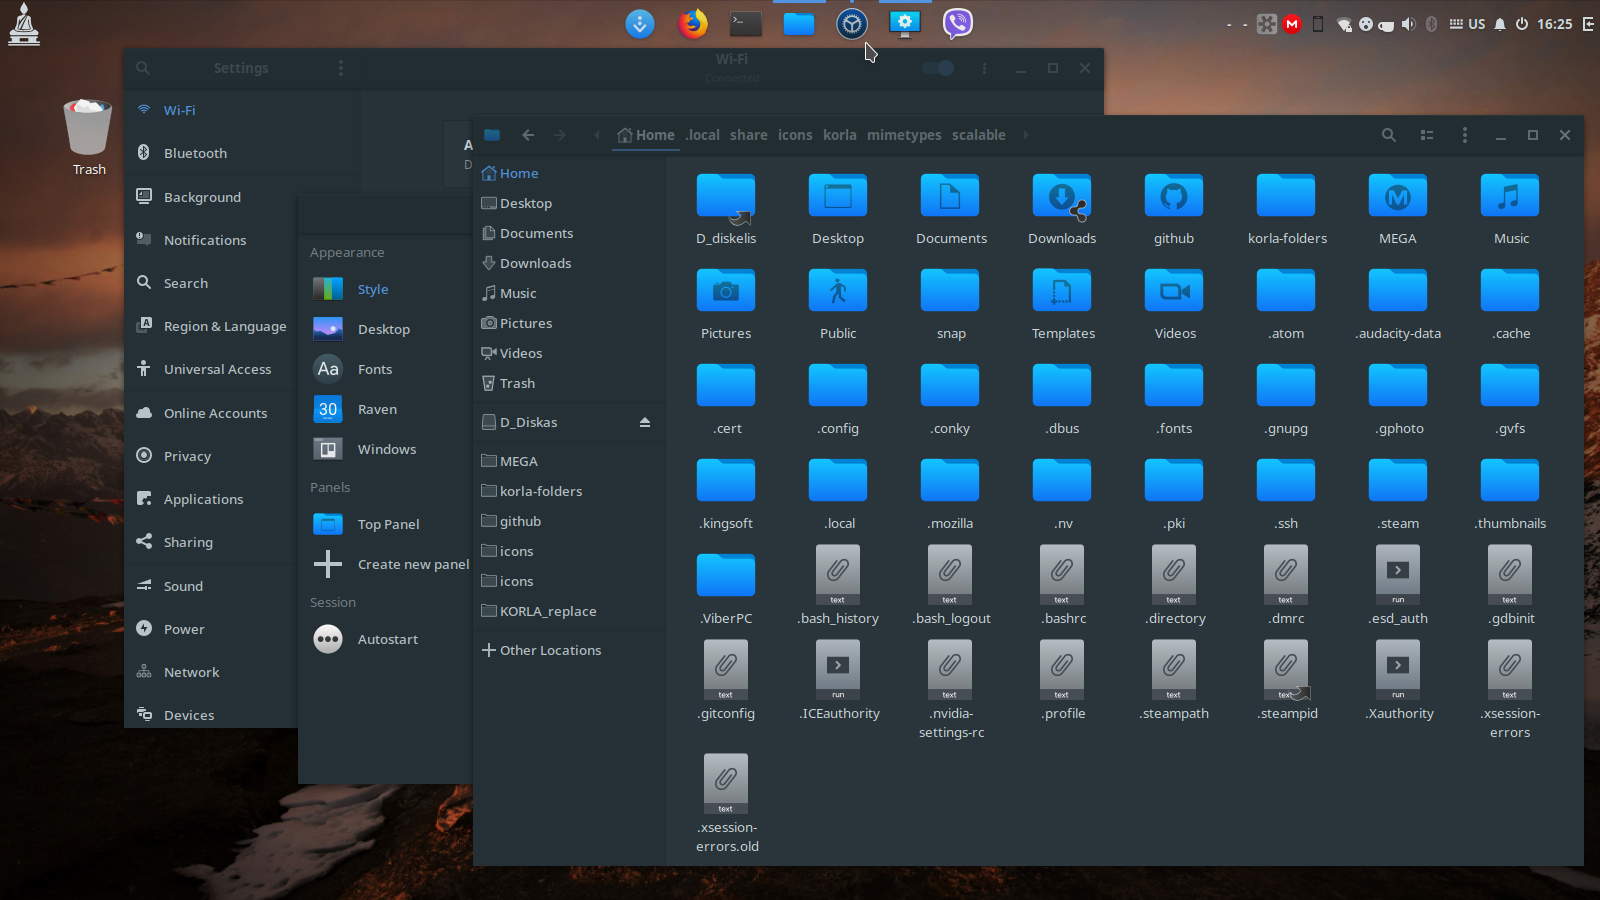 US 16:25
Trash
Settings
Wi-Fi
Connected
Wi-Fi
Bluetooth
Background
Notifications
Search
Region & Language
Universal Access
Online Accounts
Privacy
Applications
Sharing
Sound
Power
Network
Devices
A
D
Appearance
Style
Desktop
Aa Fonts
30 Raven
Windows
Panels
Top Panel
Create new panel
Session
Autostart
Home .local share icons korla mimetypes scalable
Home
Desktop
Documents
Downloads
Music
Pictures
Videos
Trash
D_Diskas
MEGA
korla-folders
github
icons
icons
KORLA_replace
Other Locations
D_diskelis Desktop Documents Downloads github korla-folders MEGA Music
Pictures Public snap Templates Videos .atom .audacity-data .cache
.cert .config .conky .dbus .fonts .gnupg .gphoto .gvfs
.kingsoft .local .mozilla .nv .pki .ssh .steam .thumbnails
text text text text text run text
.ViberPC .bash_history .bash_logout .bashrc .directory .dmrc .esd_auth .gdbinit
text run text text text text run text
.gitconfig .ICEauthority .nvidia- .profile .steampath .steampid .Xauthority .xsession-
settings-rc errors
text
.xsession-
errors.old